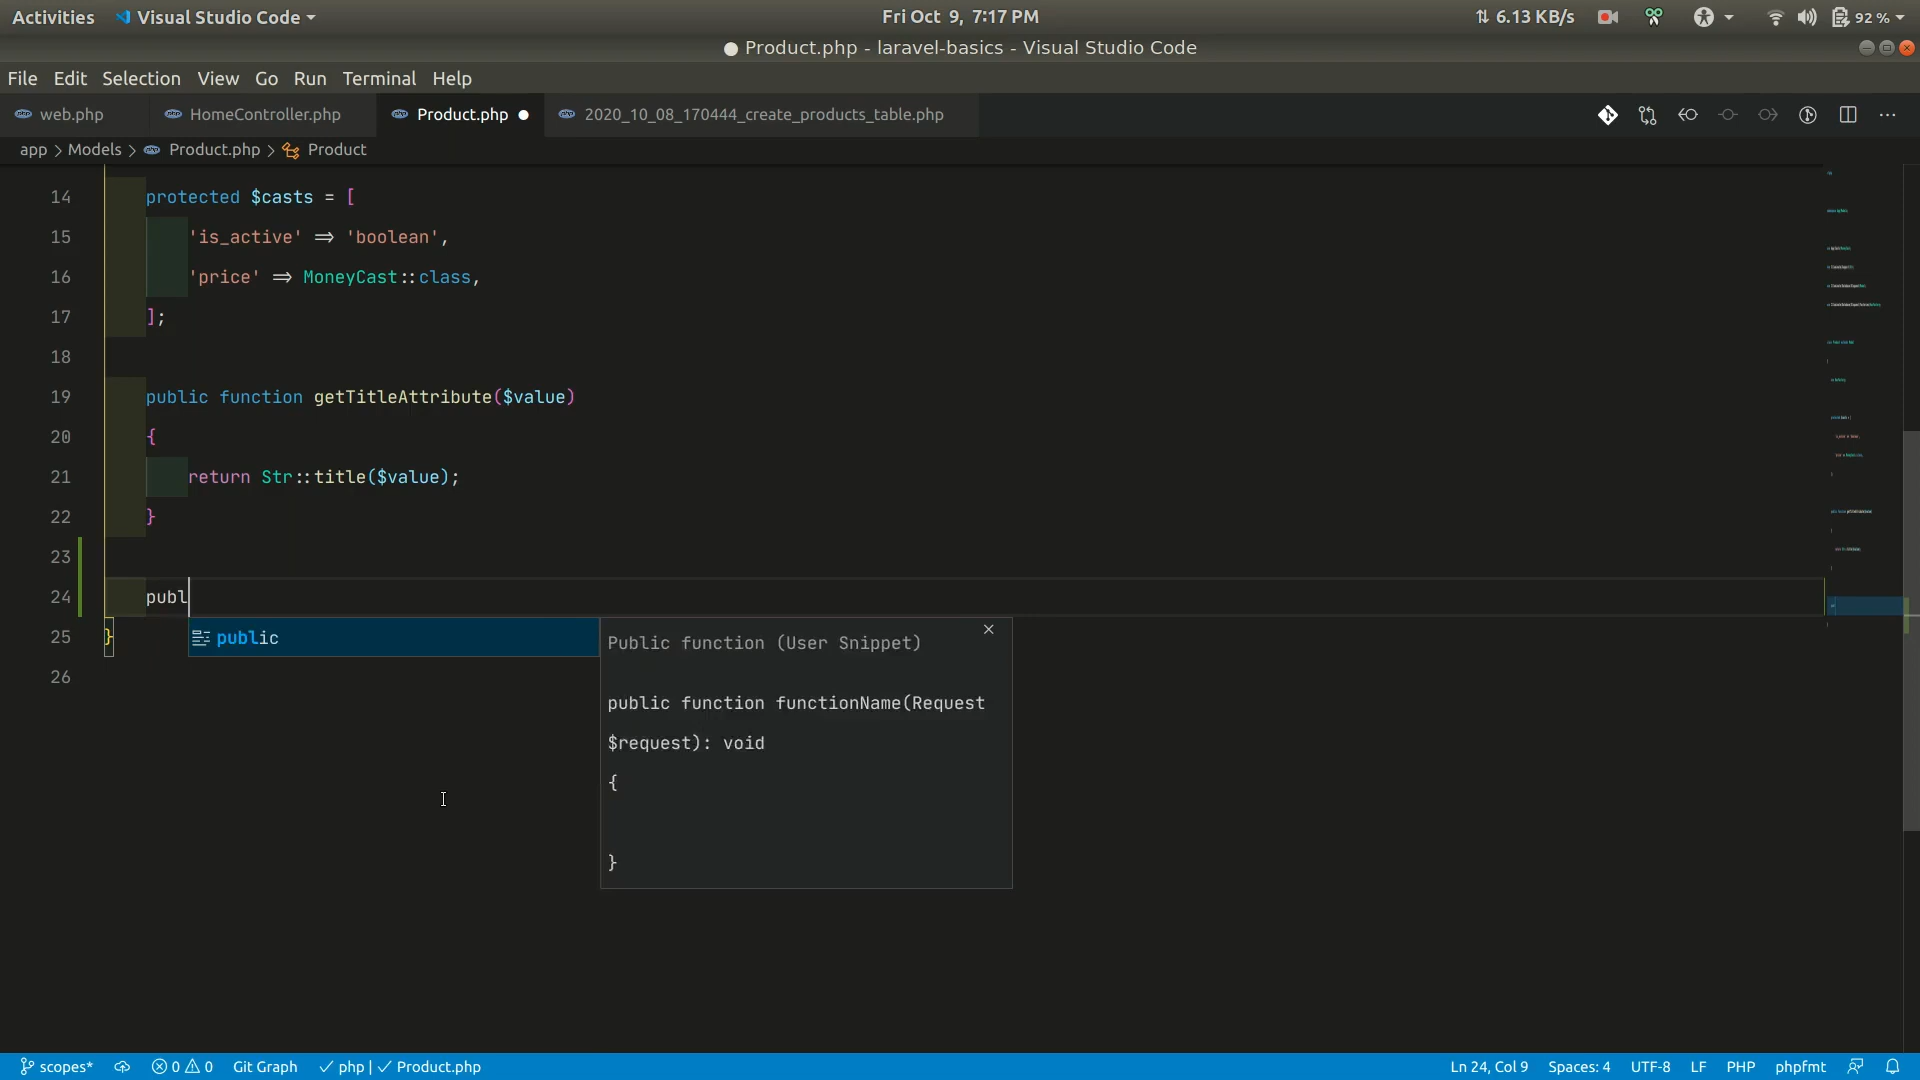 Activities Visual Studio Code Fri Oct 9, 7:17 PM 6.13 KB/s 92 %
● Product.php - laravel-basics - Visual Studio Code
File Edit Selection View Go Run Terminal Help
web.php HomeController.php Product.php ● 2020_10_08_170444_create_products_table.php ...
app > Models > Product.php > Product
14 protected $casts = [
15 'is_active' => 'boolean',
16 'price' => MoneyCast::class,
17 ];
18
19 public function getTitleAttribute($value)
20 {
21 return Str::title($value);
22 }
23
24 publ
25 }
26
public
Public function (User Snippet)
public function functionName(Request
$request): void
{
}
scopes* 0 0 Git Graph ✓ php | ✓ Product.php Ln 24, Col 9 Spaces: 4 UTF-8 LF PHP phpfmt